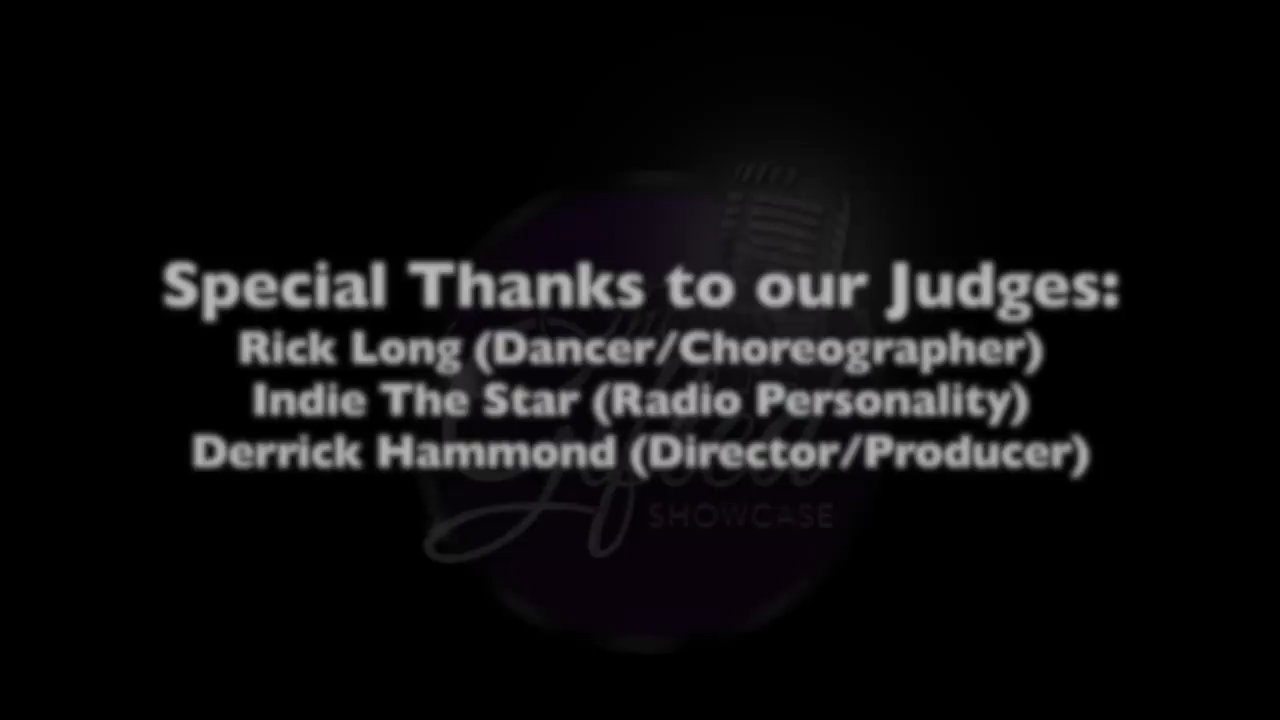 Special Thanks to our Judges:
Rick Long (Dancer/Choreographer)
Indie The Star (Radio Personality)
Derrick Hammond (Director/Producer)
Gifted
SHOWCASE